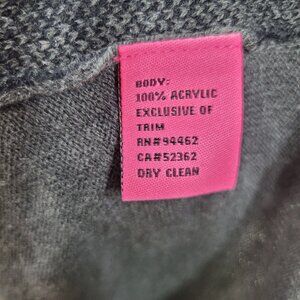 BODY:
100% ACRYLIC
EXCLUSIVE OF
TRIM
RN#94462
CA#52362
DRY CLEAN